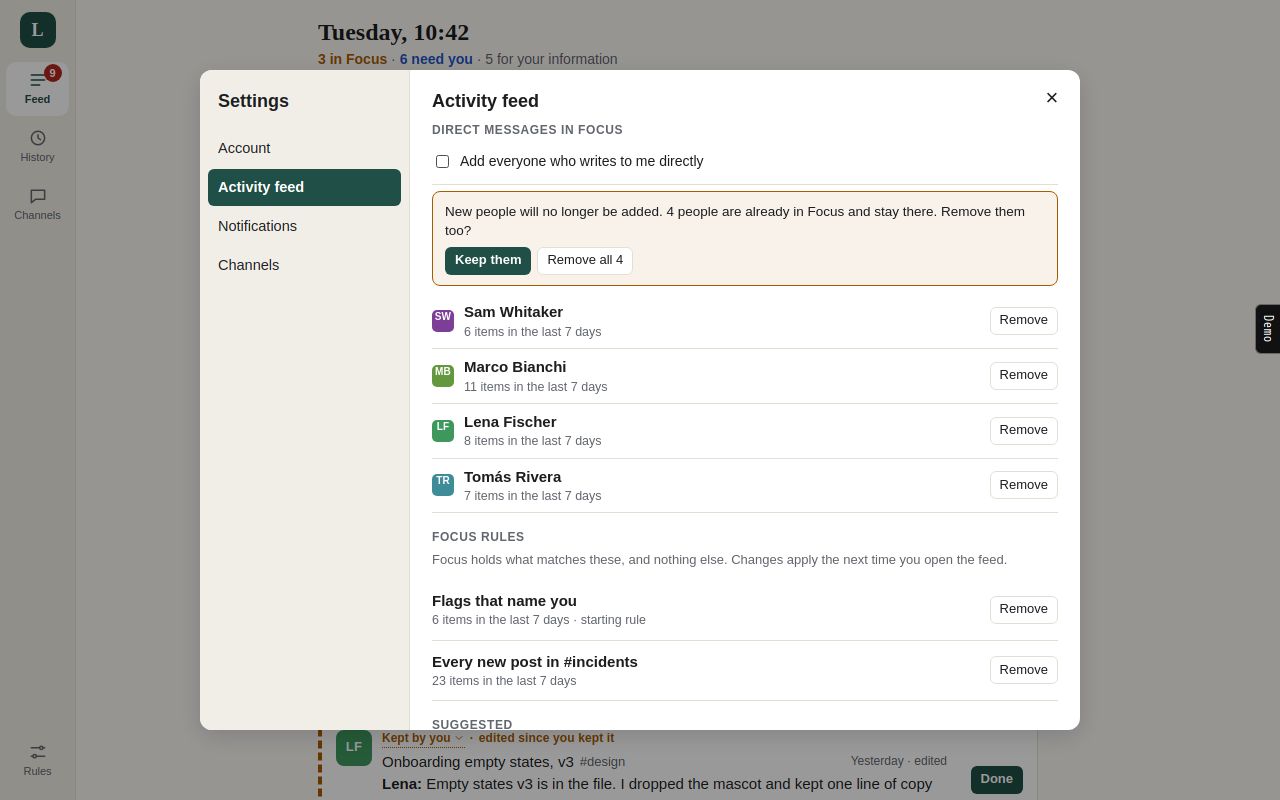 L
Tuesday, 10:42
3 in Focus · 6 need you · 5 for your information
9
Feed
History
Channels
Rules
Settings
Account
Activity feed
Notifications
Channels
Activity feed
×
DIRECT MESSAGES IN FOCUS
Add everyone who writes to me directly
New people will no longer be added. 4 people are already in Focus and stay there. Remove them
too?
Keep them
Remove all 4
SW
Sam Whitaker
6 items in the last 7 days
Remove
MB
Marco Bianchi
11 items in the last 7 days
Remove
LF
Lena Fischer
8 items in the last 7 days
Remove
TR
Tomás Rivera
7 items in the last 7 days
Remove
FOCUS RULES
Focus holds what matches these, and nothing else. Changes apply the next time you open the feed.
Flags that name you
6 items in the last 7 days · starting rule
Remove
Every new post in #incidents
23 items in the last 7 days
Remove
SUGGESTED
Demo
LF
Kept by you · edited since you kept it
Onboarding empty states, v3 #design
Yesterday · edited
Lena: Empty states v3 is in the file. I dropped the mascot and kept one line of copy
Done